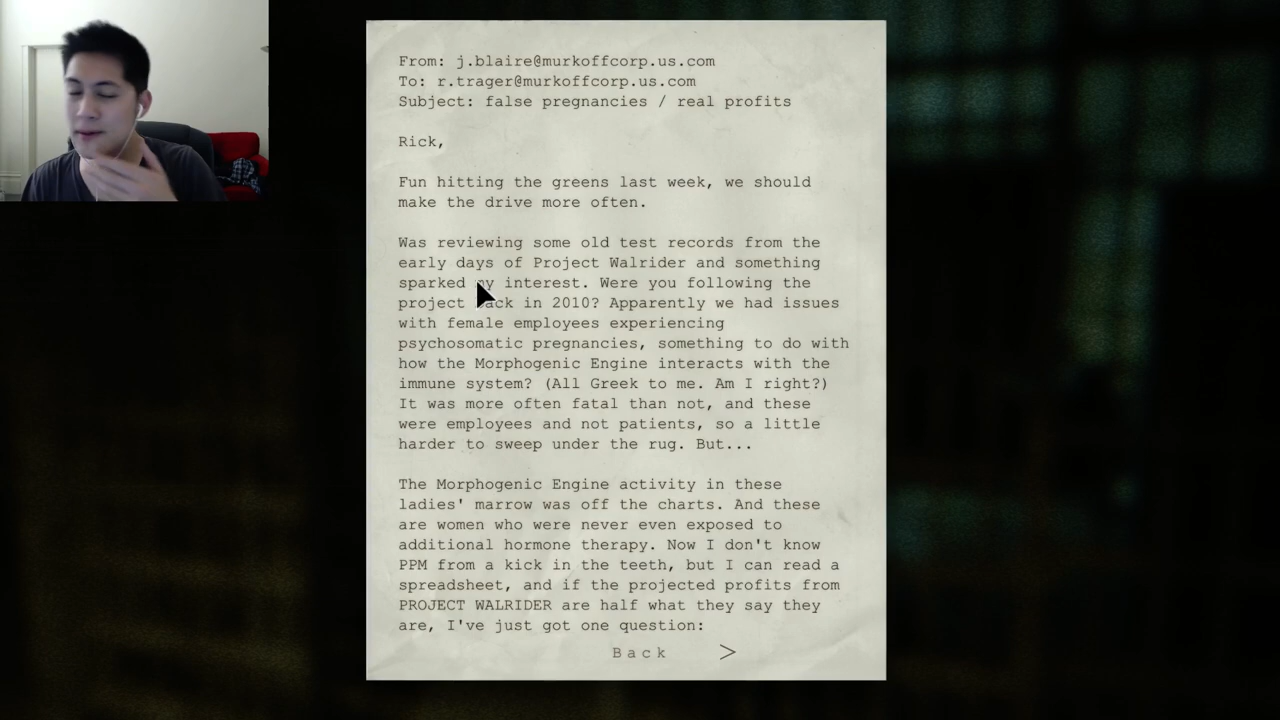 From: j.blaire@murkoffcorp.us.com
To: r.trager@murkoffcorp.us.com
Subject: false pregnancies / real profits
Rick,
Fun hitting the greens last week, we should
make the drive more often.
Was reviewing some old test records from the
early days of Project Walrider and something
sparked my interest. Were you following the
project back in 2010? Apparently we had issues
with female employees experiencing
psychosomatic pregnancies, something to do with
how the Morphogenic Engine interacts with the
immune system? (All Greek to me. Am I right?)
It was more often fatal than not, and these
were employees and not patients, so a little
harder to sweep under the rug. But...
The Morphogenic Engine activity in these
ladies' marrow was off the charts. And these
are women who were never even exposed to
additional hormone therapy. Now I don't know
PPM from a kick in the teeth, but I can read a
spreadsheet, and if the projected profits from
PROJECT WALRIDER are half what they say they
are, I've just got one question:
Back >